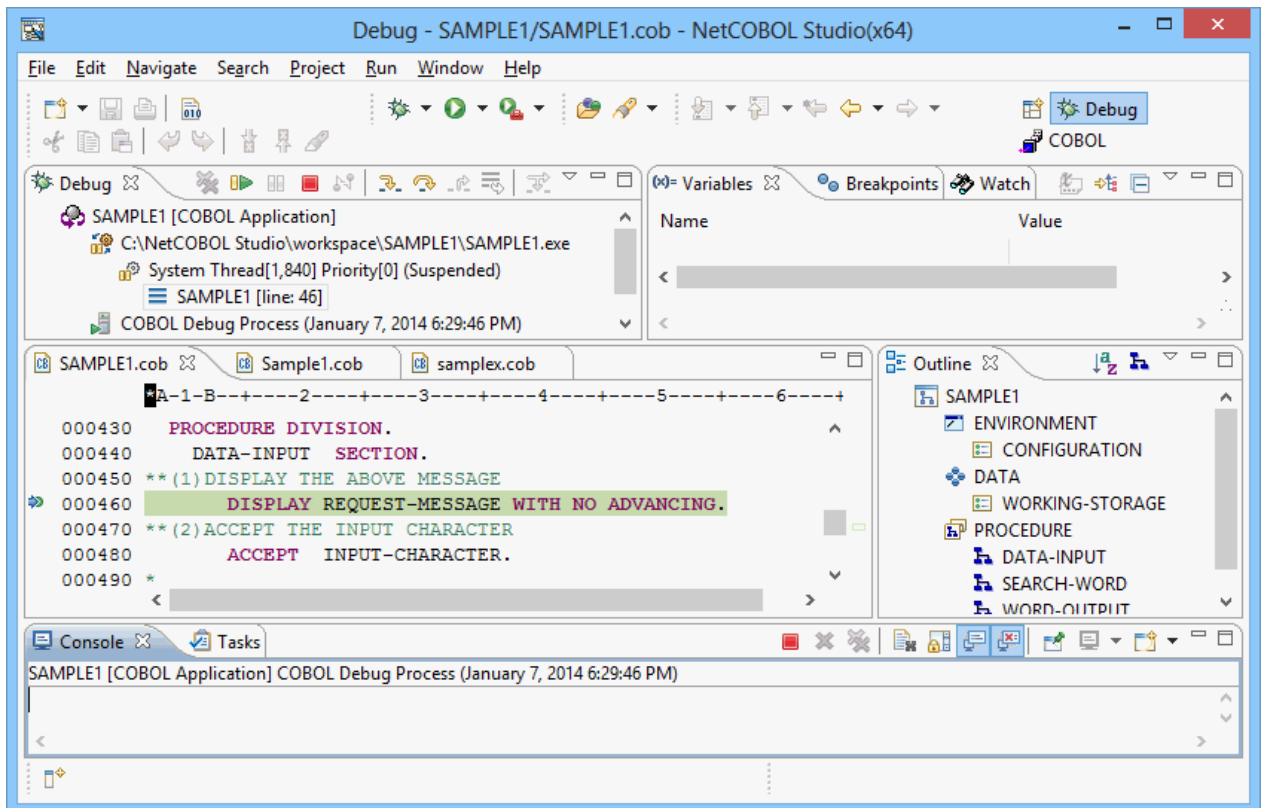 Debug - SAMPLE1/SAMPLE1.cob - NetCOBOL Studio(x64)
File Edit Navigate Search Project Run Window Help
010
Debug
COBOL
Debug
SAMPLE1 [COBOL Application]
C:\NetCOBOL Studio\workspace\SAMPLE1\SAMPLE1.exe
System Thread[1,840] Priority[0] (Suspended)
SAMPLE1 [line: 46]
COBOL Debug Process (January 7, 2014 6:29:46 PM)
(x)= Variables Breakpoints Watch
Name Value
SAMPLE1.cob Sample1.cob samplex.cob
*A-1-B--+----2----+----3----+----4----+----5----+----6----+
000430 PROCEDURE DIVISION.
000440 DATA-INPUT SECTION.
000450 **(1)DISPLAY THE ABOVE MESSAGE
000460 DISPLAY REQUEST-MESSAGE WITH NO ADVANCING.
000470 **(2)ACCEPT THE INPUT CHARACTER
000480 ACCEPT INPUT-CHARACTER.
000490 *
Outline
SAMPLE1
ENVIRONMENT
CONFIGURATION
DATA
WORKING-STORAGE
PROCEDURE
DATA-INPUT
SEARCH-WORD
WORD-OUTPUT
Console Tasks
SAMPLE1 [COBOL Application] COBOL Debug Process (January 7, 2014 6:29:46 PM)